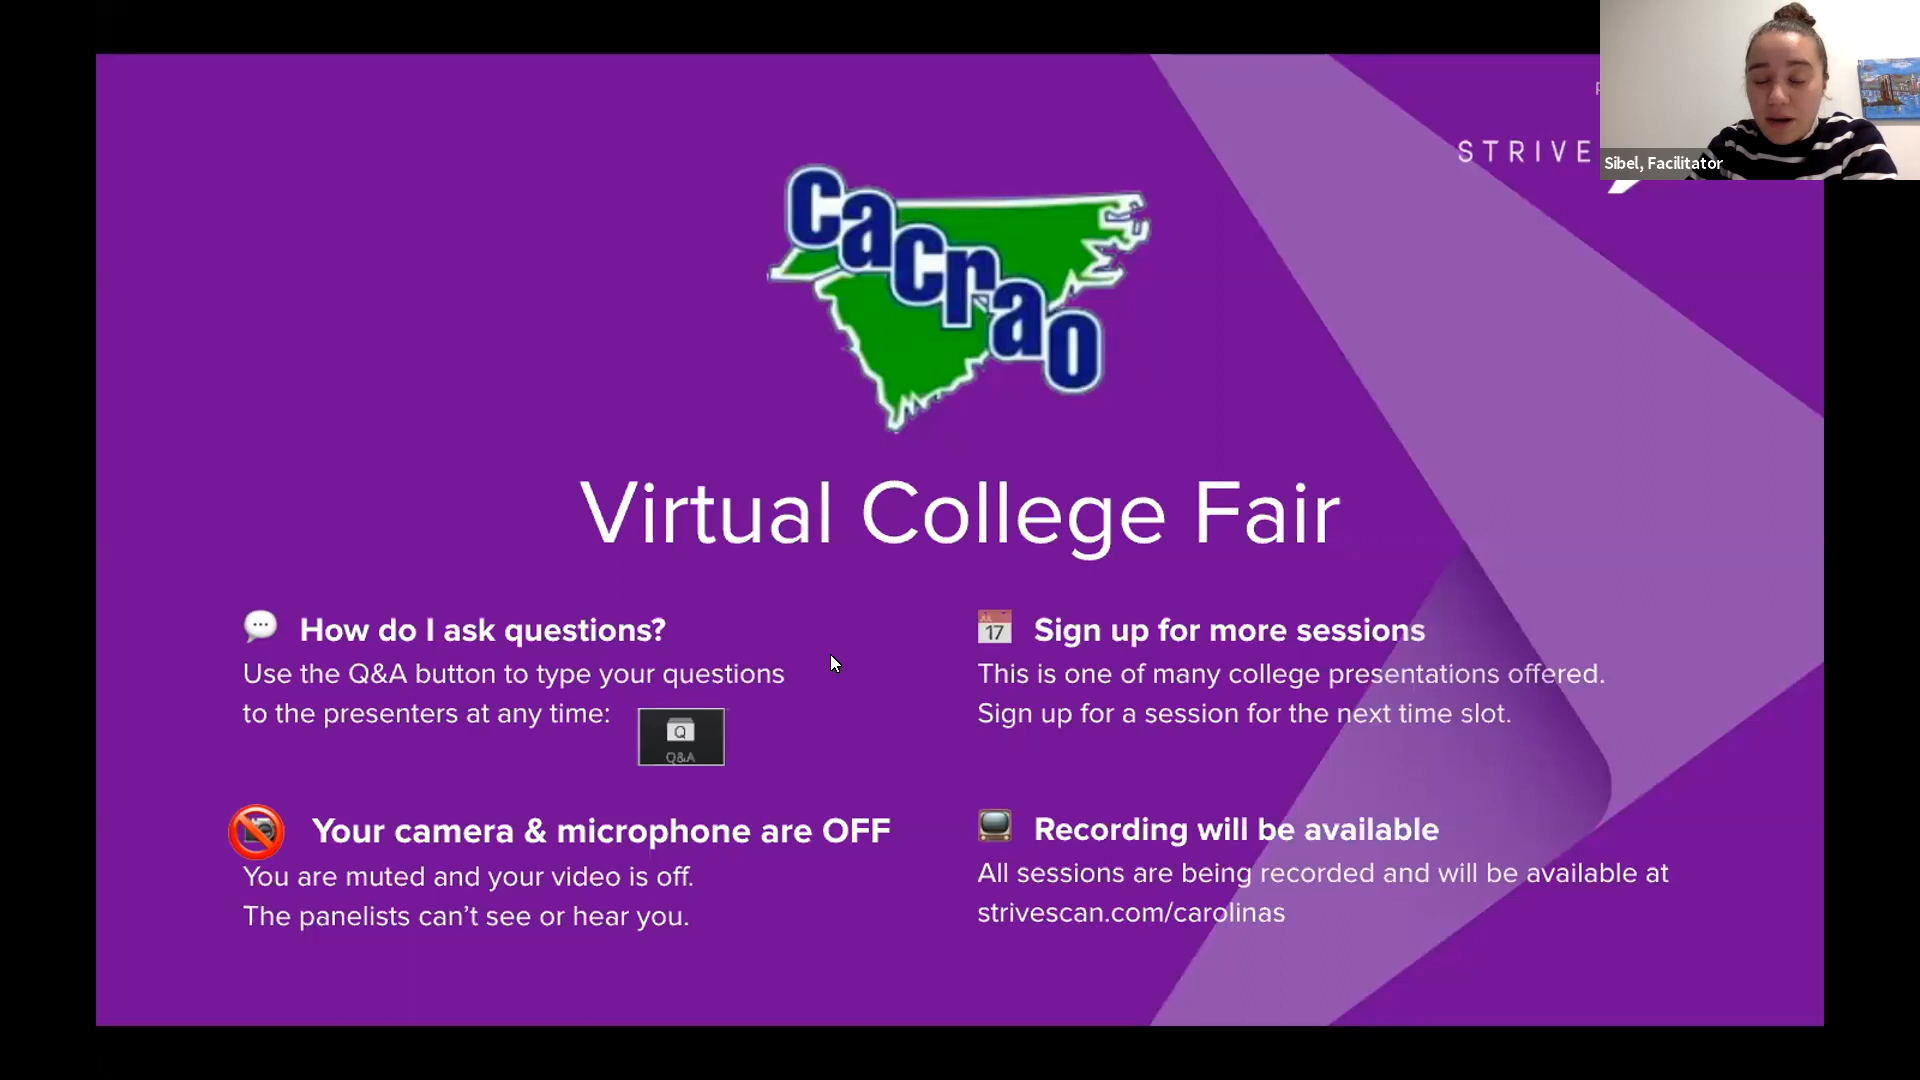 STRIVE
Sibel, Facilitator
cacrao
Virtual College Fair
How do I ask questions?
Use the Q&A button to type your questions
to the presenters at any time:
Q
Q&A
Sign up for more sessions
JUL
17
This is one of many college presentations offered.
Sign up for a session for the next time slot.
Your camera & microphone are OFF
You are muted and your video is off.
The panelists can’t see or hear you.
Recording will be available
All sessions are being recorded and will be available at
strivescan.com/carolinas